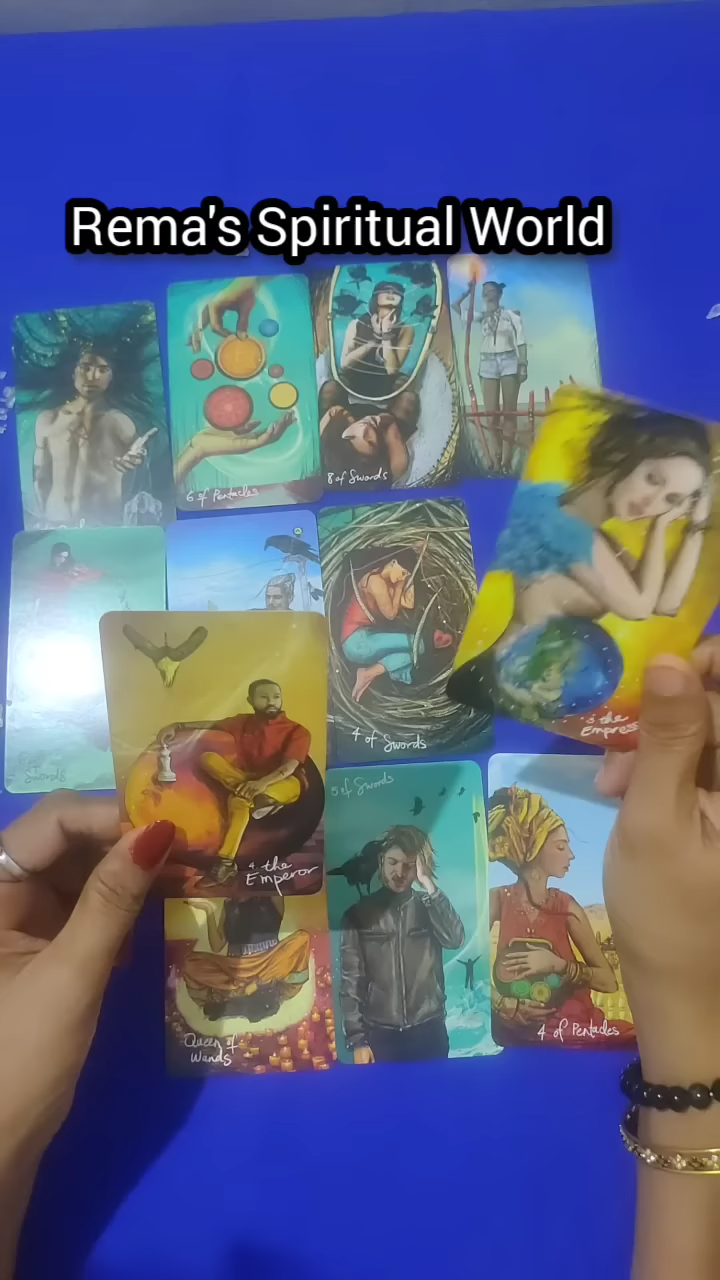 Rema's Spiritual World
6 of Pentacles
8 of Swords
3 the
Empress
4 of Swords
Swords
4 the
Emperor
5 of Swords
Queen of
Wands
4 of Pentacles